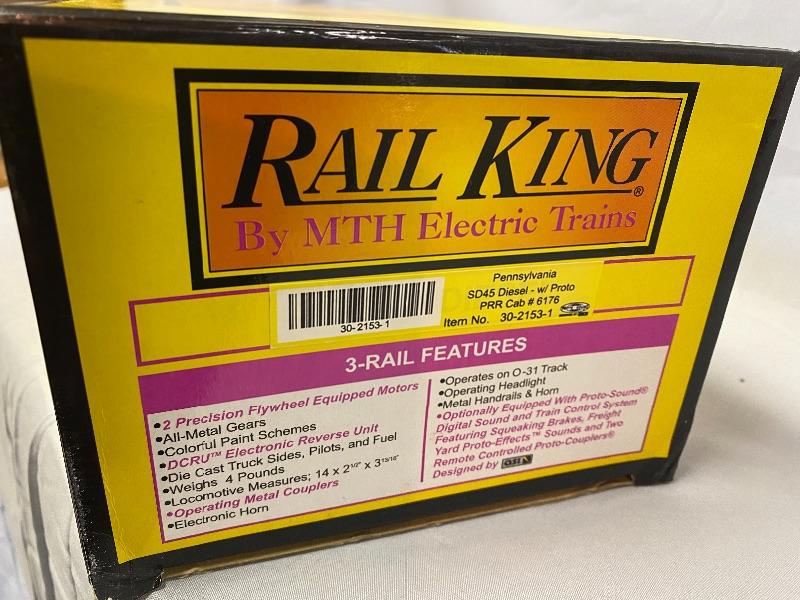 RAIL KING®
By MTH Electric Trains
30-2153-1
Pennsylvania
SD45 Diesel - w/ Proto
PRR Cab # 6176
Item No. 30-2153-1
3-RAIL FEATURES
•2 Precision Flywheel Equipped Motors
•All-Metal Gears
•Colorful Paint Schemes
•DCRU™ Electronic Reverse Unit
•Die Cast Truck Sides, Pilots, and Fuel
•Weighs 4 Pounds
•Locomotive Measures; 14 x 2 1/2" x 3 13/16"
•Operating Metal Couplers
•Electronic Horn
•Operates on O-31 Track
•Operating Headlight
•Metal Handrails & Horn
•Optionally Equipped With Proto-Sound®
Digital Sound and Train Control System
Featuring Squeaking Brakes, Freight
Yard Proto-Effects™ Sounds and Two
Remote Controlled Proto-Couplers®
Designed by QSI